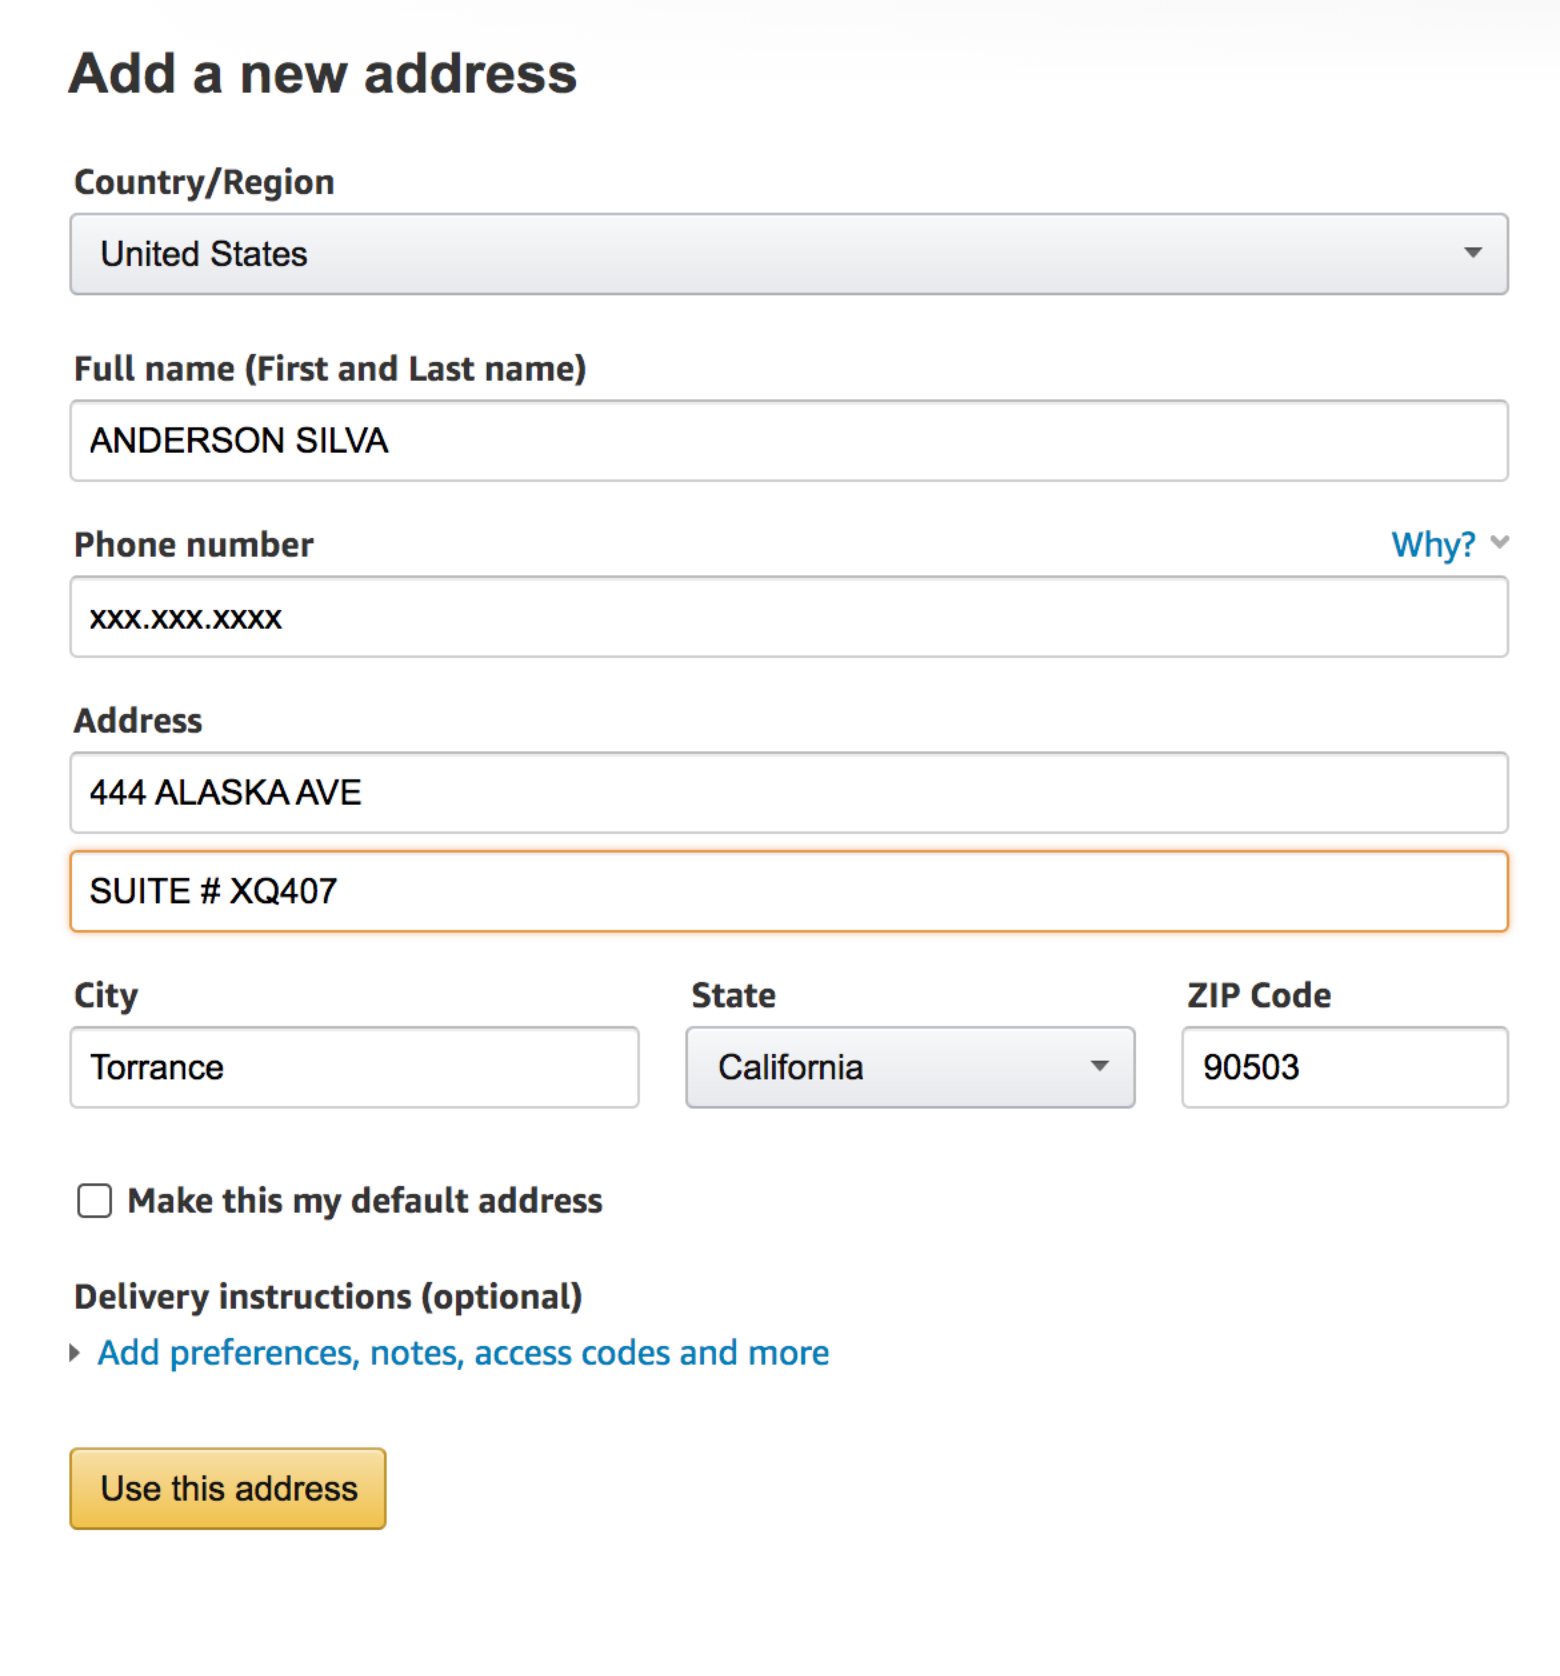 Add a new address
Country/Region
United States
Full name (First and Last name)
ANDERSON SILVA
Phone number Why?
xxx.xxx.xxxx
Address
444 ALASKA AVE
SUITE # XQ407
City State ZIP Code
Torrance California 90503
Make this my default address
Delivery instructions (optional)
Add preferences, notes, access codes and more
Use this address